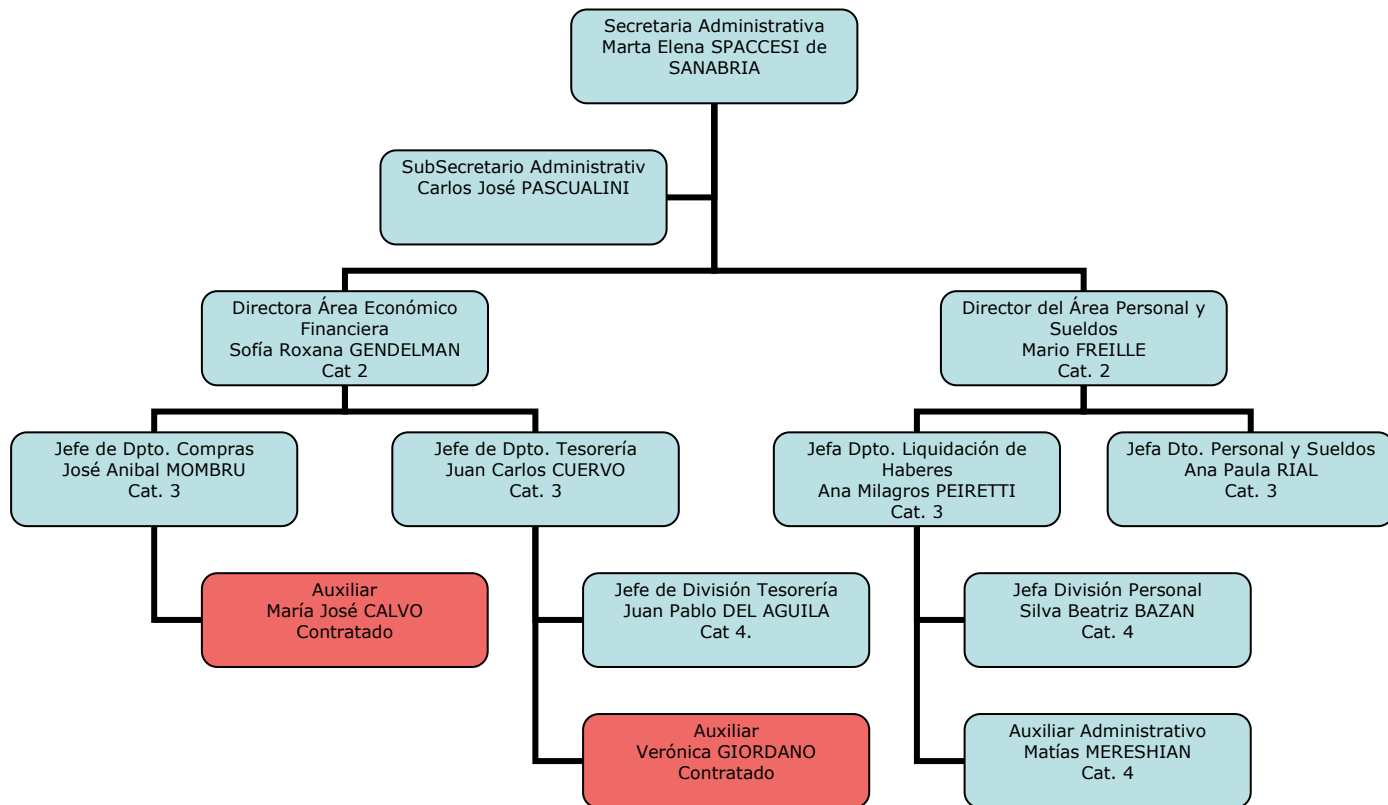 Secretaria Administrativa
Marta Elena SPACCESI de
SANABRIA
SubSecretario Administrativ
Carlos José PASCUALINI
Directora Área Económico
Financiera
Sofía Roxana GENDELMAN
Cat 2
Director del Área Personal y
Sueldos
Mario FREILLE
Cat. 2
Jefe de Dpto. Compras
José Anibal MOMBRU
Cat. 3
Jefe de Dpto. Tesorería
Juan Carlos CUERVO
Cat. 3
Jefa Dpto. Liquidación de
Haberes
Ana Milagros PEIRETTI
Cat. 3
Jefa Dto. Personal y Sueldos
Ana Paula RIAL
Cat. 3
Auxiliar
María José CALVO
Contratado
Jefe de División Tesorería
Juan Pablo DEL AGUILA
Cat 4.
Jefa División Personal
Silva Beatriz BAZAN
Cat. 4
Auxiliar
Verónica GIORDANO
Contratado
Auxiliar Administrativo
Matías MERESHIAN
Cat. 4